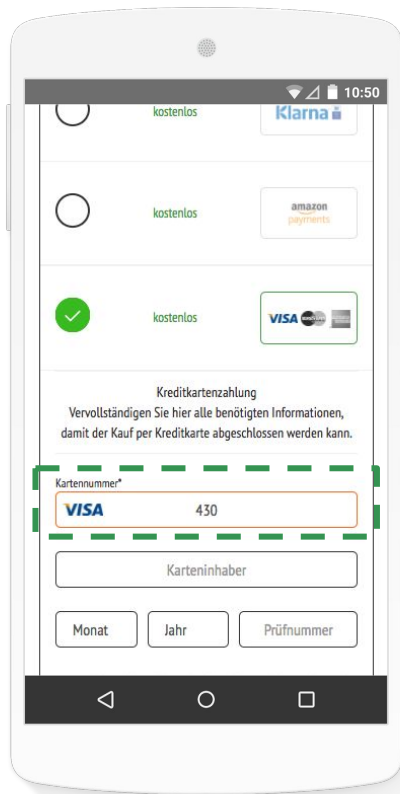 10:50
kostenlos
Klarna
kostenlos
amazon
payments
kostenlos
VISA
Kreditkartenzahlung
Vervollständigen Sie hier alle benötigten Informationen,
damit der Kauf per Kreditkarte abgeschlossen werden kann.
Kartennummer*
VISA 430
Karteninhaber
Monat Jahr Prüfnummer